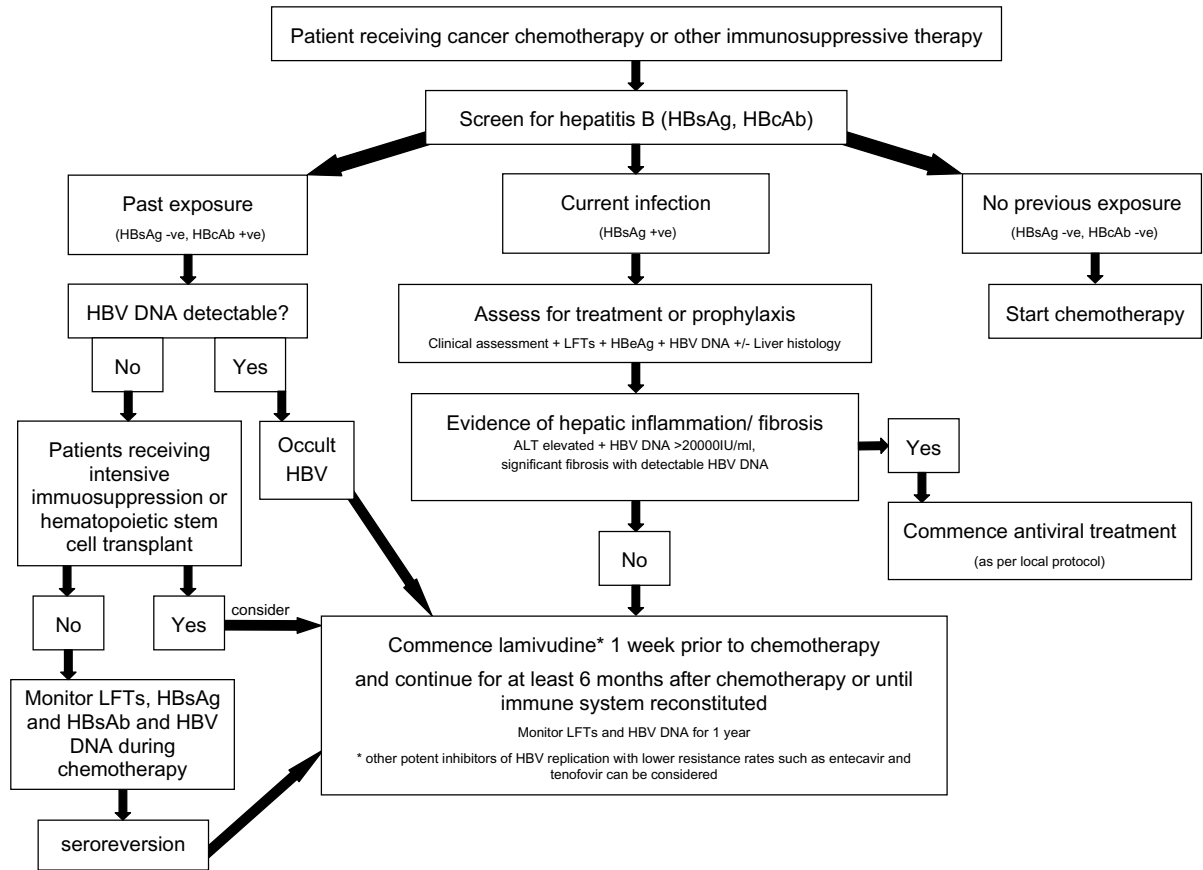 Patient receiving cancer chemotherapy or other immunosuppressive therapy
Screen for hepatitis B (HBsAg, HBcAb)
Past exposure
(HBsAg -ve, HBcAb +ve)
Current infection
(HBsAg +ve)
No previous exposure
(HBsAg -ve, HBcAb -ve)
HBV DNA detectable?
No
Yes
Assess for treatment or prophylaxis
Clinical assessment + LFTs + HBeAg + HBV DNA +/- Liver histology
Start chemotherapy
Patients receiving
intensive
immuosuppression or
hematopoietic stem
cell transplant
Occult
HBV
Evidence of hepatic inflammation/ fibrosis
ALT elevated + HBV DNA >20000IU/ml,
significant fibrosis with detectable HBV DNA
Yes
Commence antiviral treatment
(as per local protocol)
No
No
Yes
consider
Commence lamivudine* 1 week prior to chemotherapy
and continue for at least 6 months after chemotherapy or until
immune system reconstituted
Monitor LFTs and HBV DNA for 1 year
* other potent inhibitors of HBV replication with lower resistance rates such as entecavir and
tenofovir can be considered
Monitor LFTs, HBsAg
and HBsAb and HBV
DNA during
chemotherapy
seroreversion